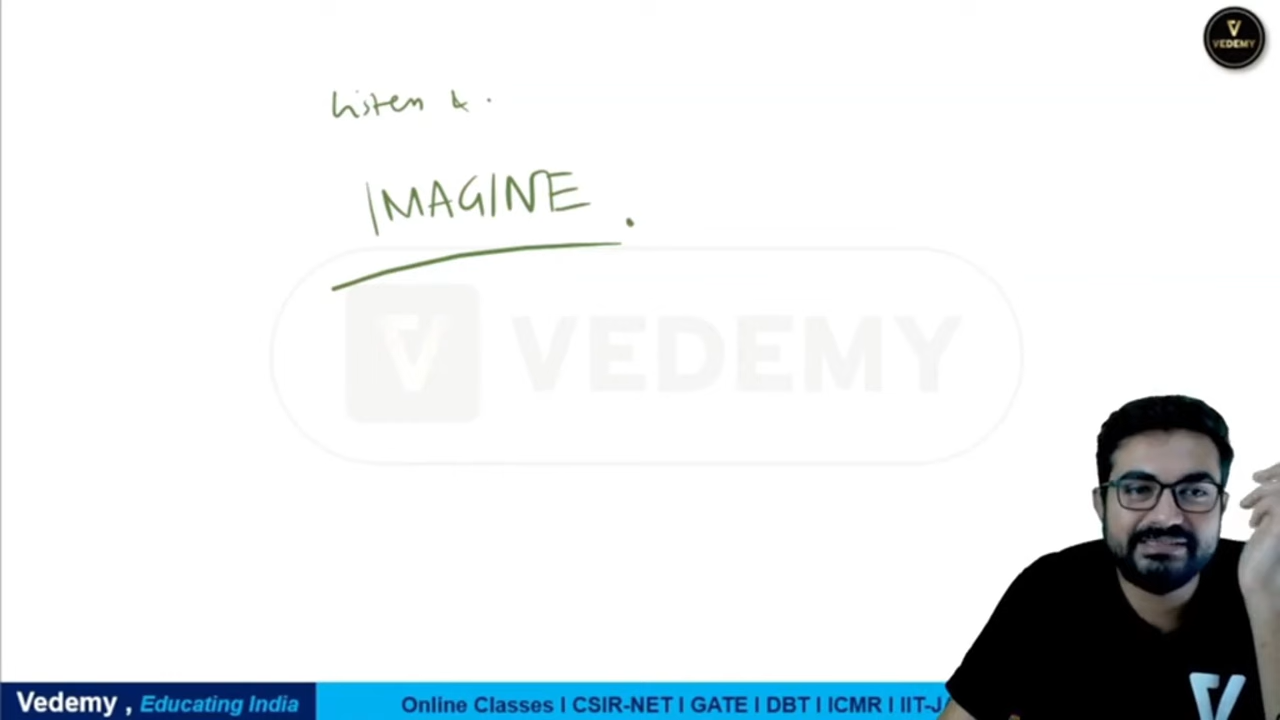 VEDEMY
Listen & .
IMAGINE .
VEDEMY
Vedemy , Educating India
Online Classes I CSIR-NET I GATE I DBT I ICMR I IIT-J